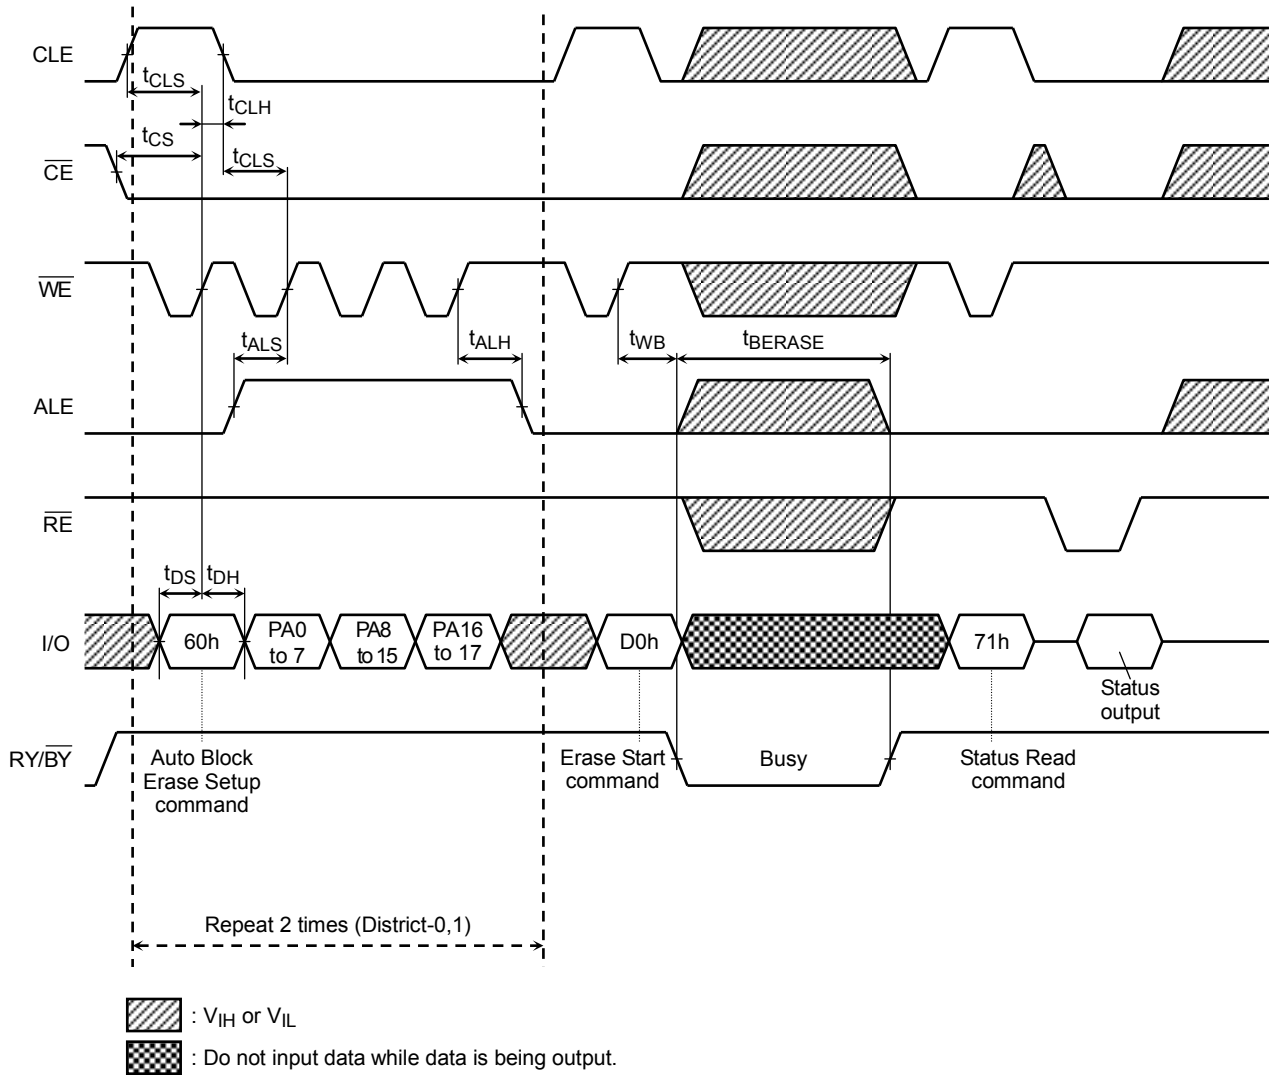 CLE
tCLS
tCLH
tCS
tCLS
CE
WE
tALS
tALH
tWB
tBERASE
ALE
RE
tDS
tDH
I/O
60h
PA0
to 7
PA8
to 15
PA16
to 17
D0h
71h
Status
output
RY/BY
Auto Block
Erase Setup
command
Erase Start
command
Busy
Status Read
command
Repeat 2 times (District-0,1)
: VIH or VIL
: Do not input data while data is being output.